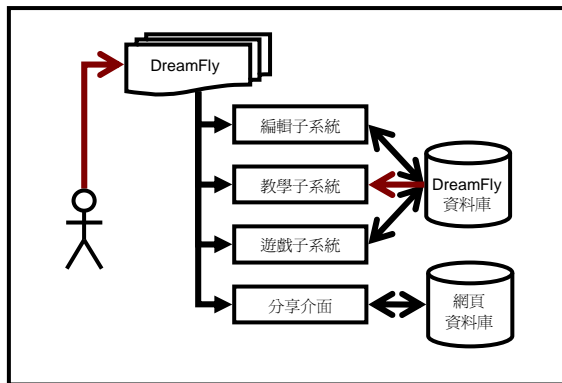 DreamFly
編輯子系統
教學子系統
遊戲子系統
分享介面
DreamFly
資料庫
網頁
資料庫